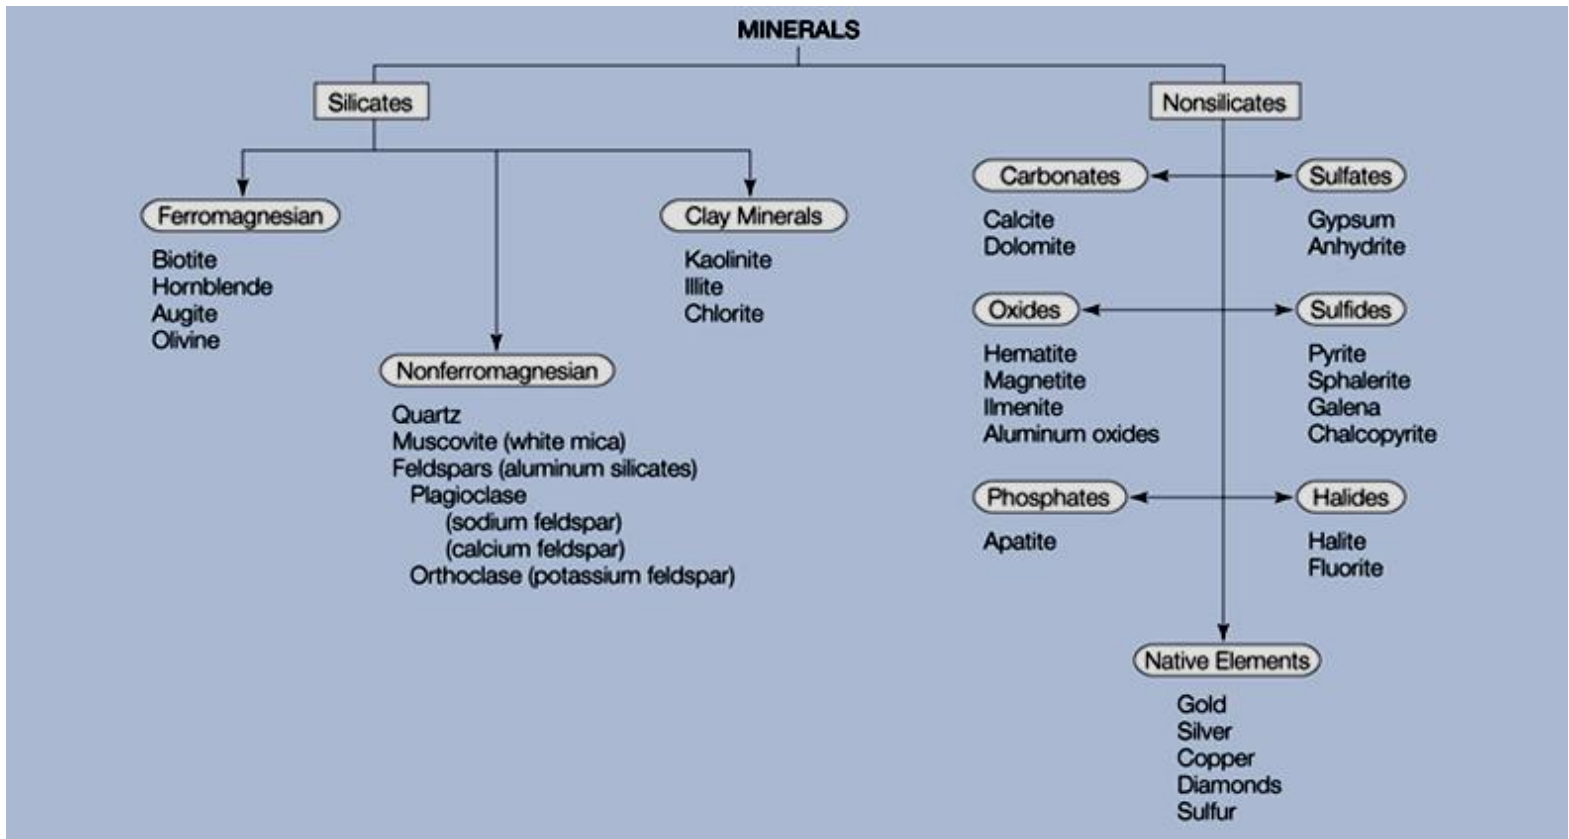 MINERALS
Silicates
Nonsilicates
Ferromagnesian
Biotite
Hornblende
Augite
Olivine
Nonferromagnesian
Quartz
Muscovite (white mica)
Feldspars (aluminum silicates)
Plagioclase
(sodium feldspar)
(calcium feldspar)
Orthoclase (potassium feldspar)
Clay Minerals
Kaolinite
Illite
Chlorite
Carbonates
Calcite
Dolomite
Sulfates
Gypsum
Anhydrite
Oxides
Hematite
Magnetite
Ilmenite
Aluminum oxides
Sulfides
Pyrite
Sphalerite
Galena
Chalcopyrite
Phosphates
Apatite
Halides
Halite
Fluorite
Native Elements
Gold
Silver
Copper
Diamonds
Sulfur